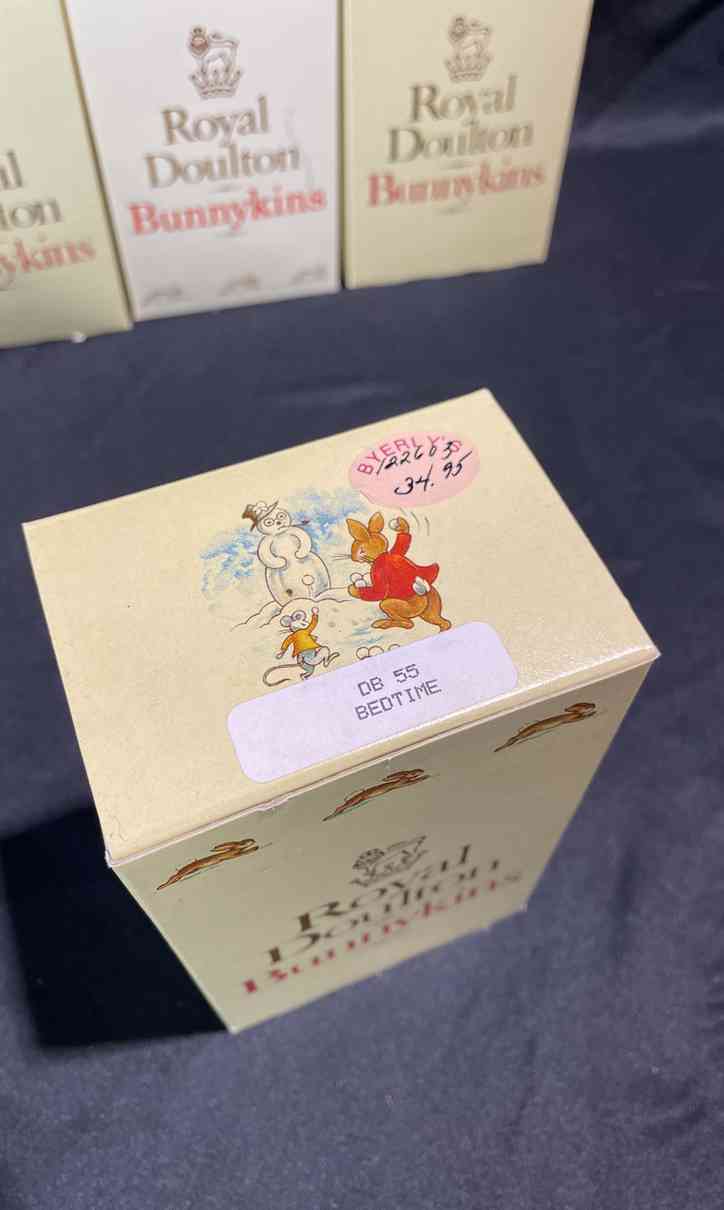 Royal
Doulton
Bunnykins
Royal
Doulton
Bunnykins
BYERLY'S
122603
34.95
DB 55
BEDTIME
Royal
Doulton
Bunnykins